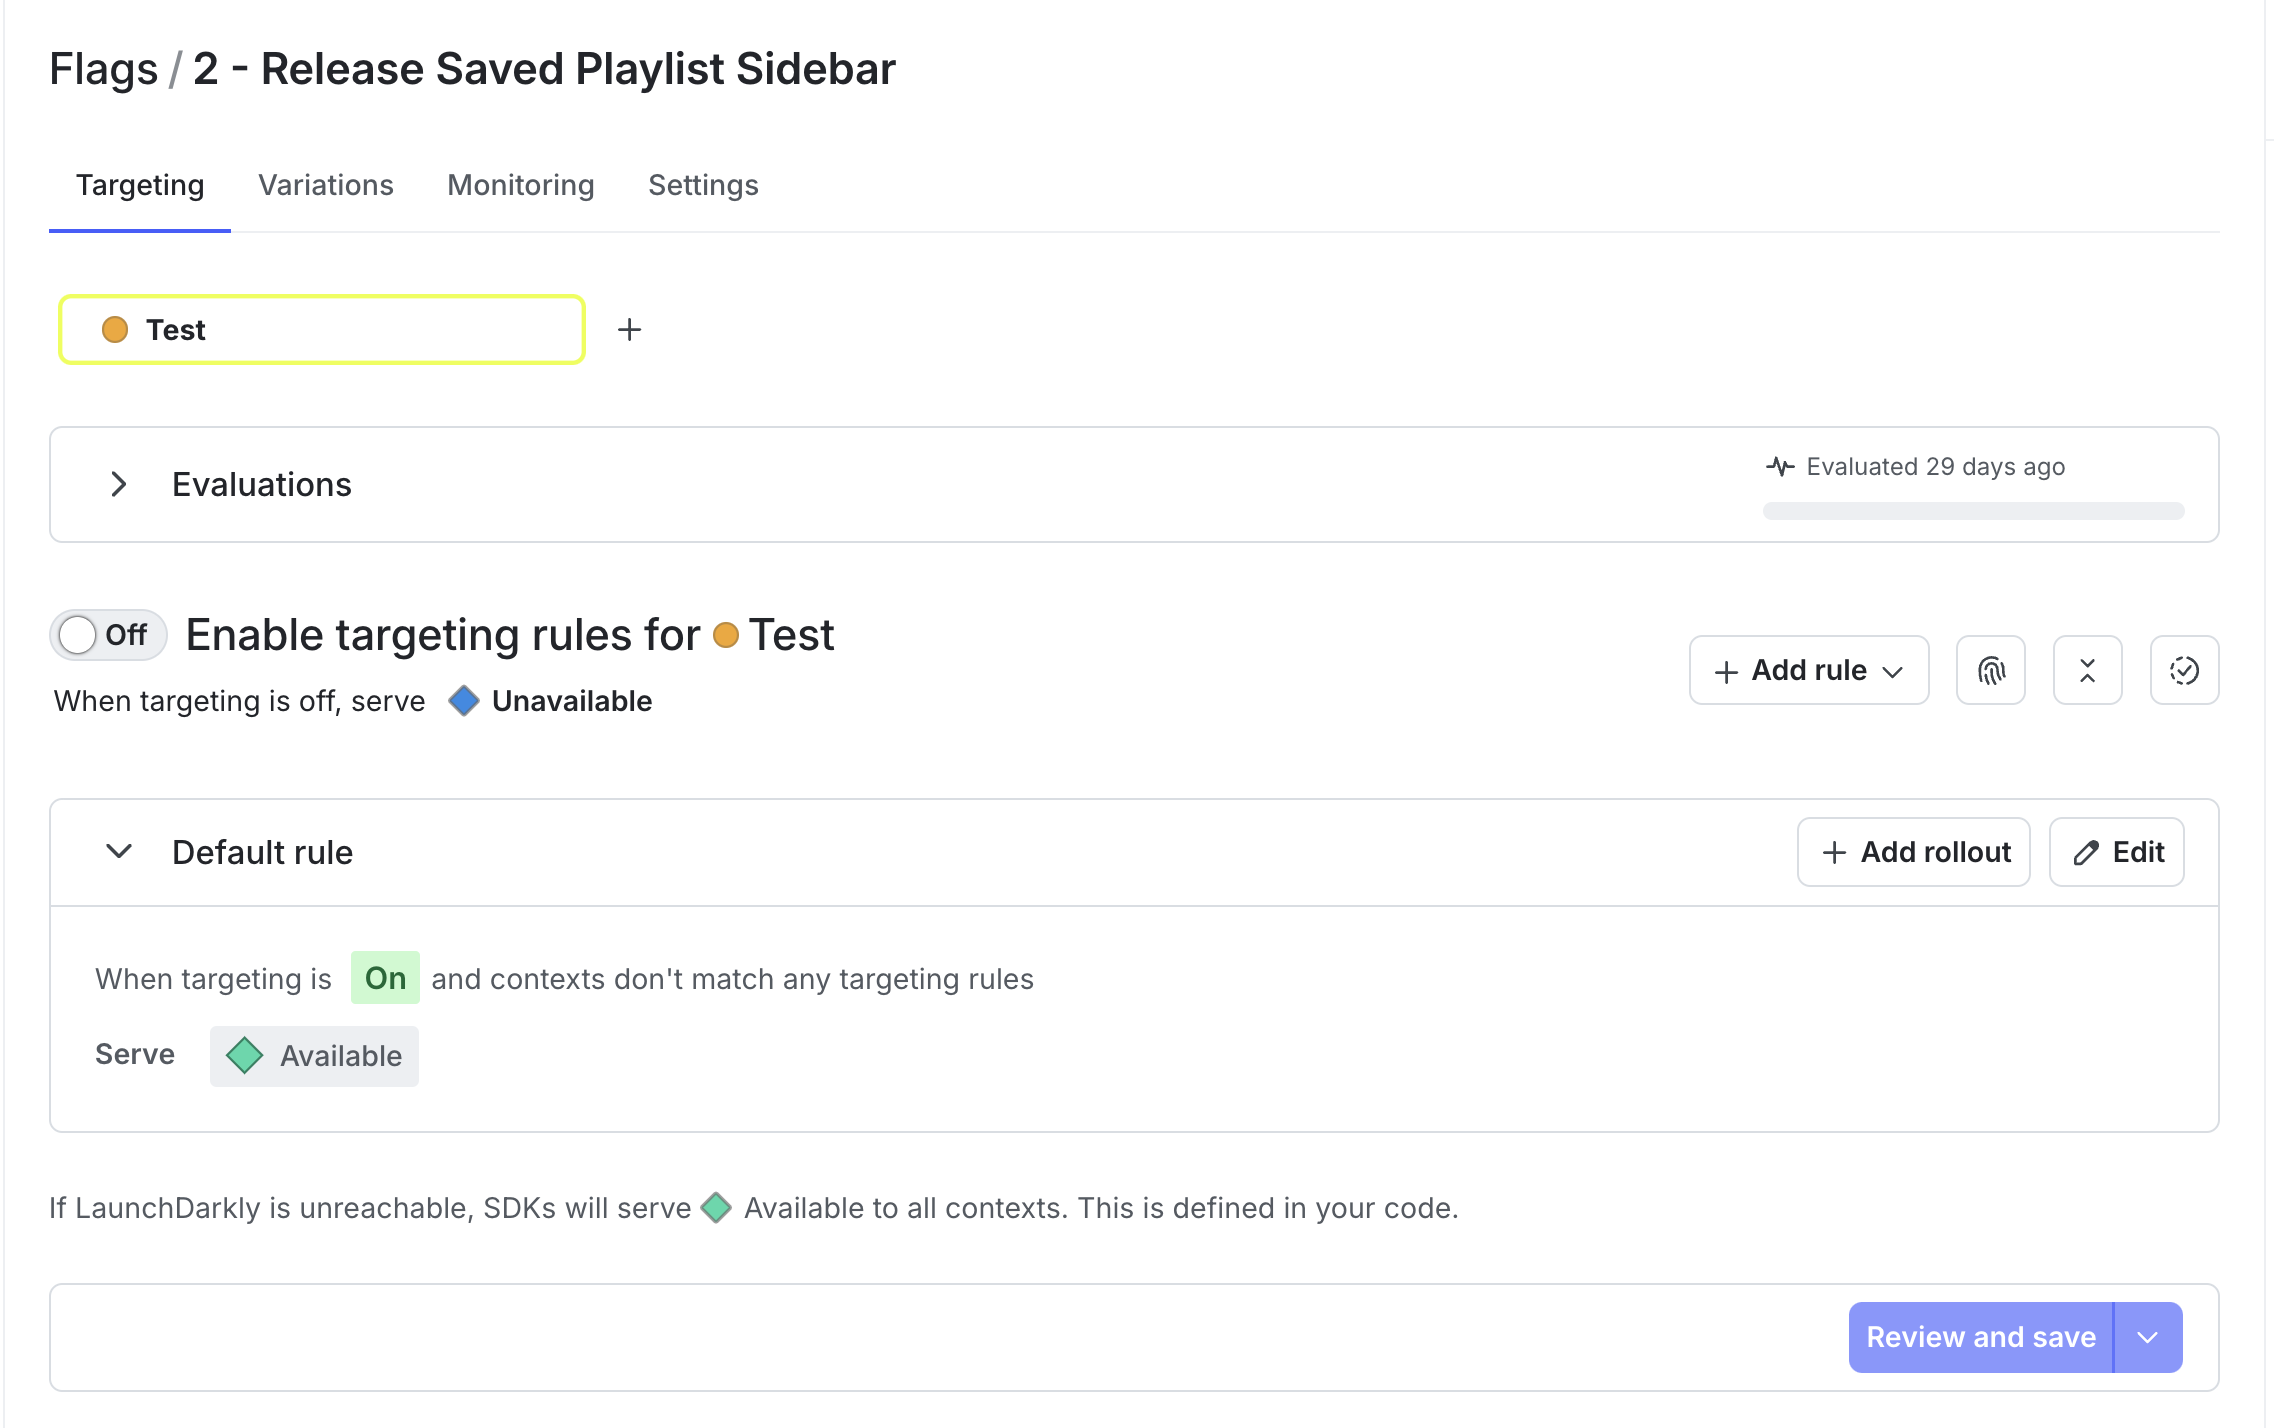 Flags / 2 - Release Saved Playlist Sidebar
Targeting Variations Monitoring Settings
Test
Evaluations
Evaluated 29 days ago
Off Enable targeting rules for Test
When targeting is off, serve Unavailable
Add rule
Default rule
Add rollout
Edit
When targeting is On and contexts don't match any targeting rules
Serve Available
If LaunchDarkly is unreachable, SDKs will serve Available to all contexts. This is defined in your code.
Review and save